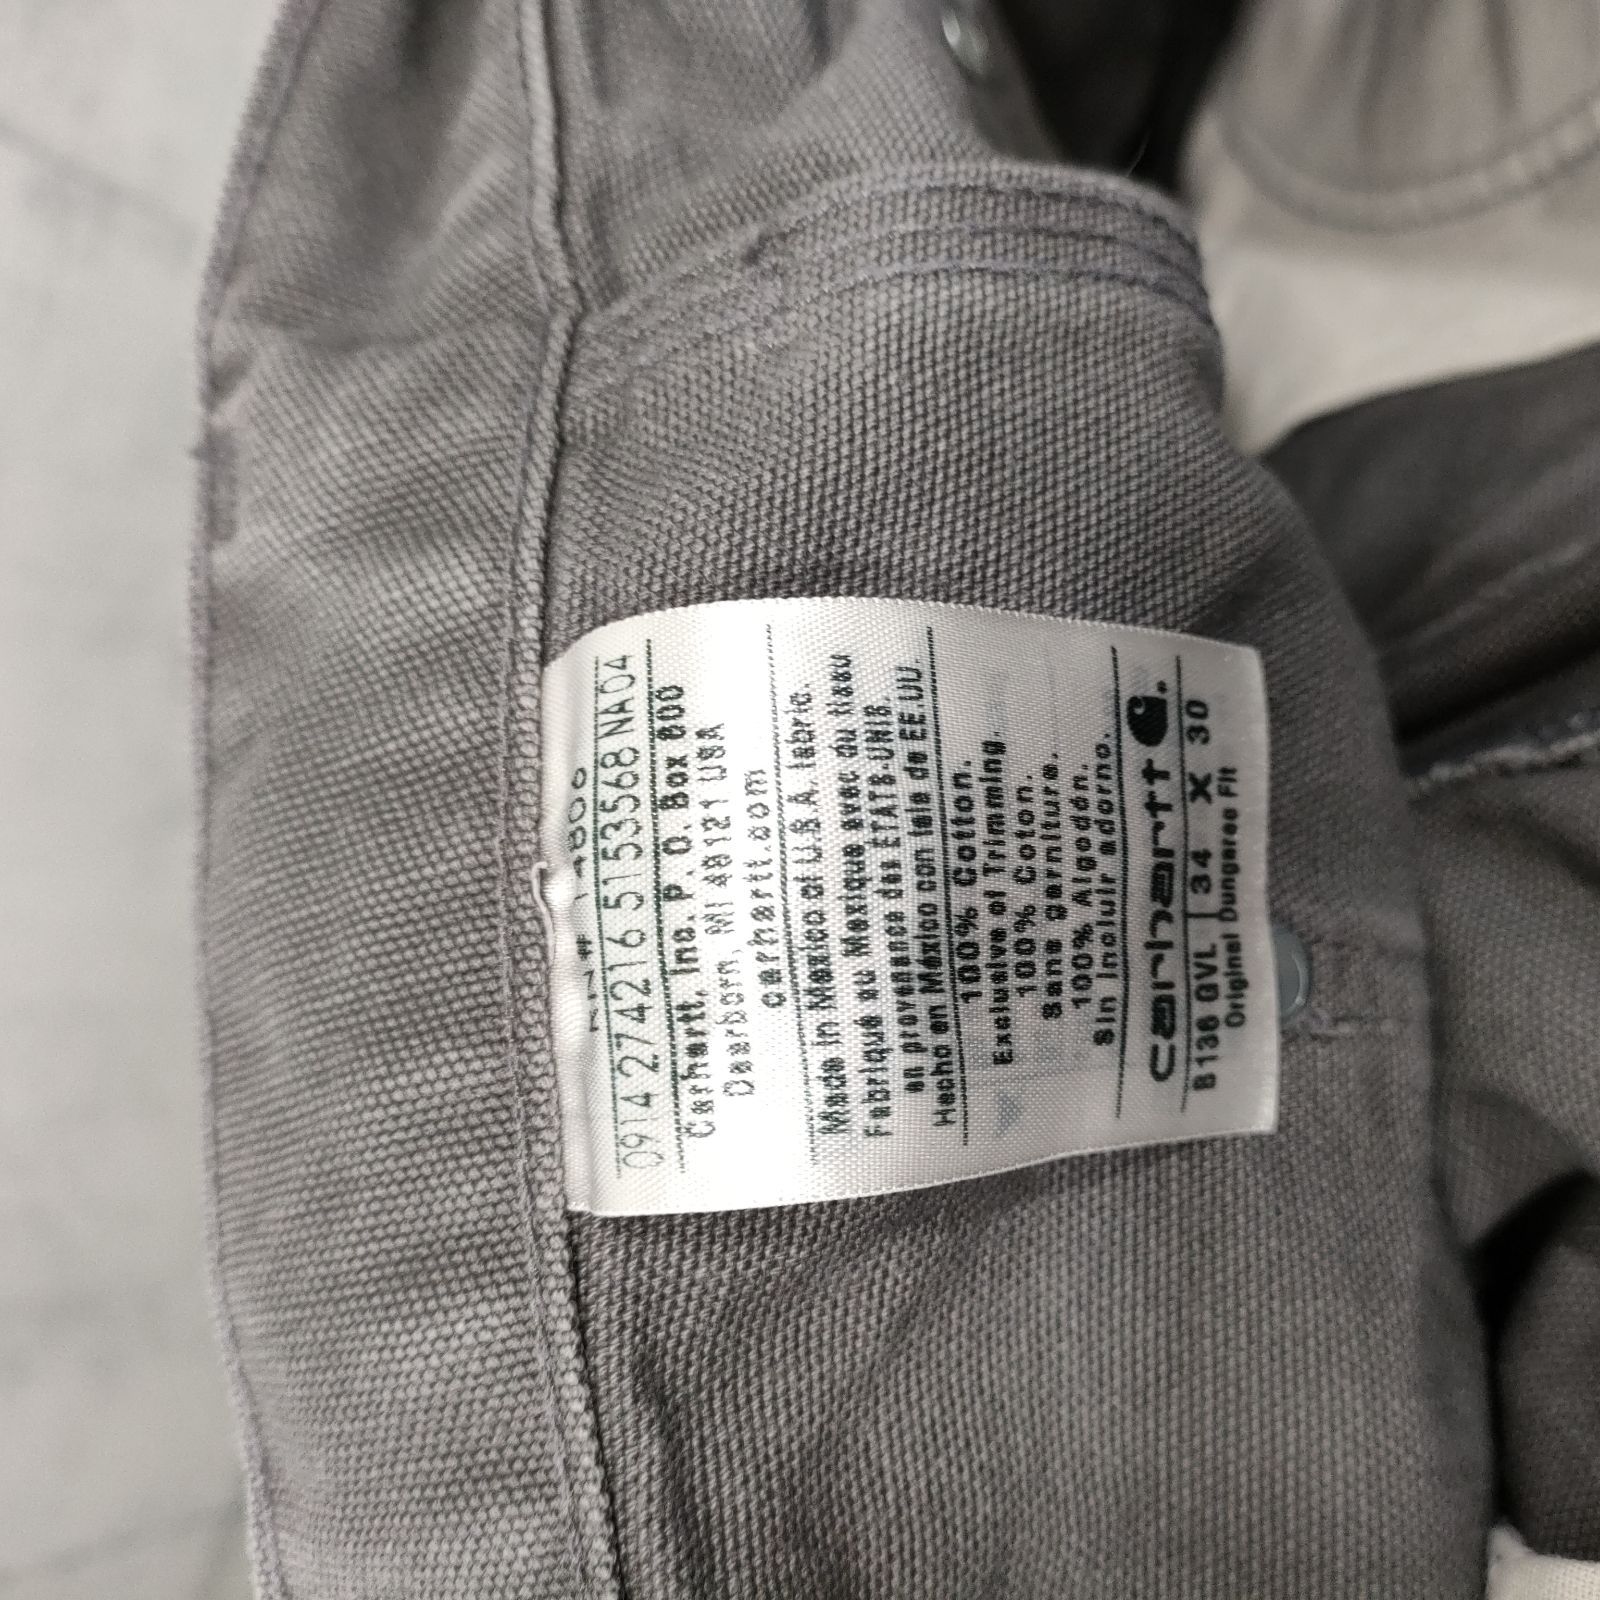 carhartt.
B136 GVL 34 X 30
Original Dungaree Fit
100% Cotton.
Exclusive of Trimming.
100% Coton.
Sans garniture.
100% Algodón.
Sin Incluir adorno.
Made in Mexico of U.S.A. fabric.
Fabriqué au Mexique avec du tissu
en provenance des ETATS-UNIS.
Hecho en México con tela de EE.UU.
Carhartt, Inc. P. O. Box 600
Dearborn, MI 48121 USA
carhartt.com
0914 274216 5153568 NA04
RN# 14806